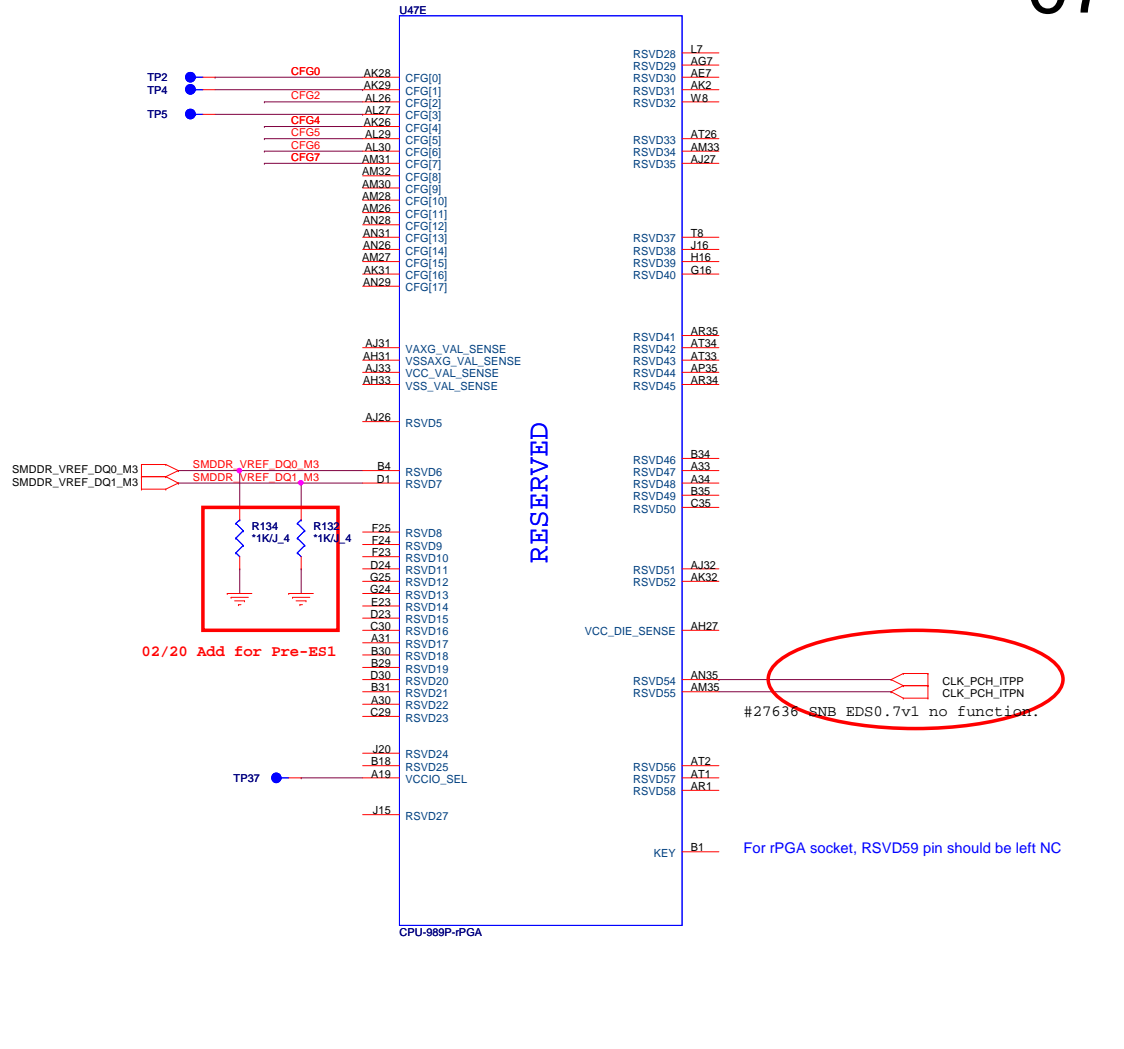 07
U47E
TP2
TP4
TP5
CFG0
CFG2
CFG4
CFG5
CFG6
CFG7
AK28 CFG[0]
AK29 CFG[1]
AL26 CFG[2]
AL27 CFG[3]
AK26 CFG[4]
AL29 CFG[5]
AL30 CFG[6]
AM31 CFG[7]
AM32 CFG[8]
AM30 CFG[9]
AM28 CFG[10]
AM26 CFG[11]
AN28 CFG[12]
AN31 CFG[13]
AN26 CFG[14]
AM27 CFG[15]
AK31 CFG[16]
AN29 CFG[17]
AJ31 VAXG_VAL_SENSE
AH31 VSSAXG_VAL_SENSE
AJ33 VCC_VAL_SENSE
AH33 VSS_VAL_SENSE
AJ26 RSVD5
SMDDR_VREF_DQ0_M3 SMDDR_VREF_DQ0_M3 B4 RSVD6
SMDDR_VREF_DQ1_M3 SMDDR_VREF_DQ1_M3 D1 RSVD7
R134
*1K/J_4
R132
*1K/J_4
02/20 Add for Pre-ES1
F25 RSVD8
F24 RSVD9
F23 RSVD10
D24 RSVD11
G25 RSVD12
G24 RSVD13
E23 RSVD14
D23 RSVD15
C30 RSVD16
A31 RSVD17
B30 RSVD18
B29 RSVD19
D30 RSVD20
B31 RSVD21
A30 RSVD22
C29 RSVD23
J20 RSVD24
B18 RSVD25
TP37 A19 VCCIO_SEL
J15 RSVD27
RESERVED
RSVD28 L7
RSVD29 AG7
RSVD30 AE7
RSVD31 AK2
RSVD32 W8
RSVD33 AT26
RSVD34 AM33
RSVD35 AJ27
RSVD37 T8
RSVD38 J16
RSVD39 H16
RSVD40 G16
RSVD41 AR35
RSVD42 AT34
RSVD43 AT33
RSVD44 AP35
RSVD45 AR34
RSVD46 B34
RSVD47 A33
RSVD48 A34
RSVD49 B35
RSVD50 C35
RSVD51 AJ32
RSVD52 AK32
VCC_DIE_SENSE AH27
RSVD54 AN35 CLK_PCH_ITPP
RSVD55 AM35 CLK_PCH_ITPN
#27636 SNB EDS0.7v1 no function.
RSVD56 AT2
RSVD57 AT1
RSVD58 AR1
KEY B1
For rPGA socket, RSVD59 pin should be left NC
CPU-989P-rPGA